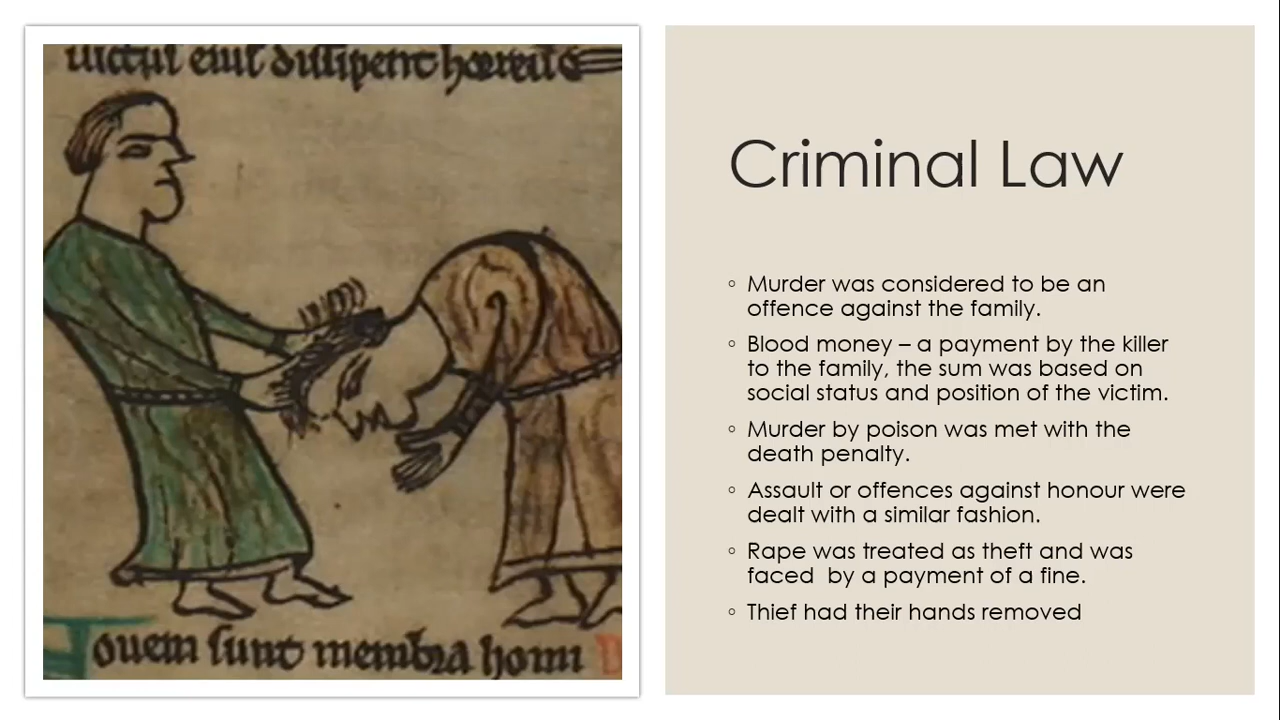 victui eius dissipent
Criminal Law
◦ Murder was considered to be an
offence against the family.
◦ Blood money – a payment by the killer
to the family, the sum was based on
social status and position of the victim.
◦ Murder by poison was met with the
death penalty.
◦ Assault or offences against honour were
dealt with a similar fashion.
◦ Rape was treated as theft and was
faced  by a payment of a fine.
◦ Thief had their hands removed
ouem sunt membra homi